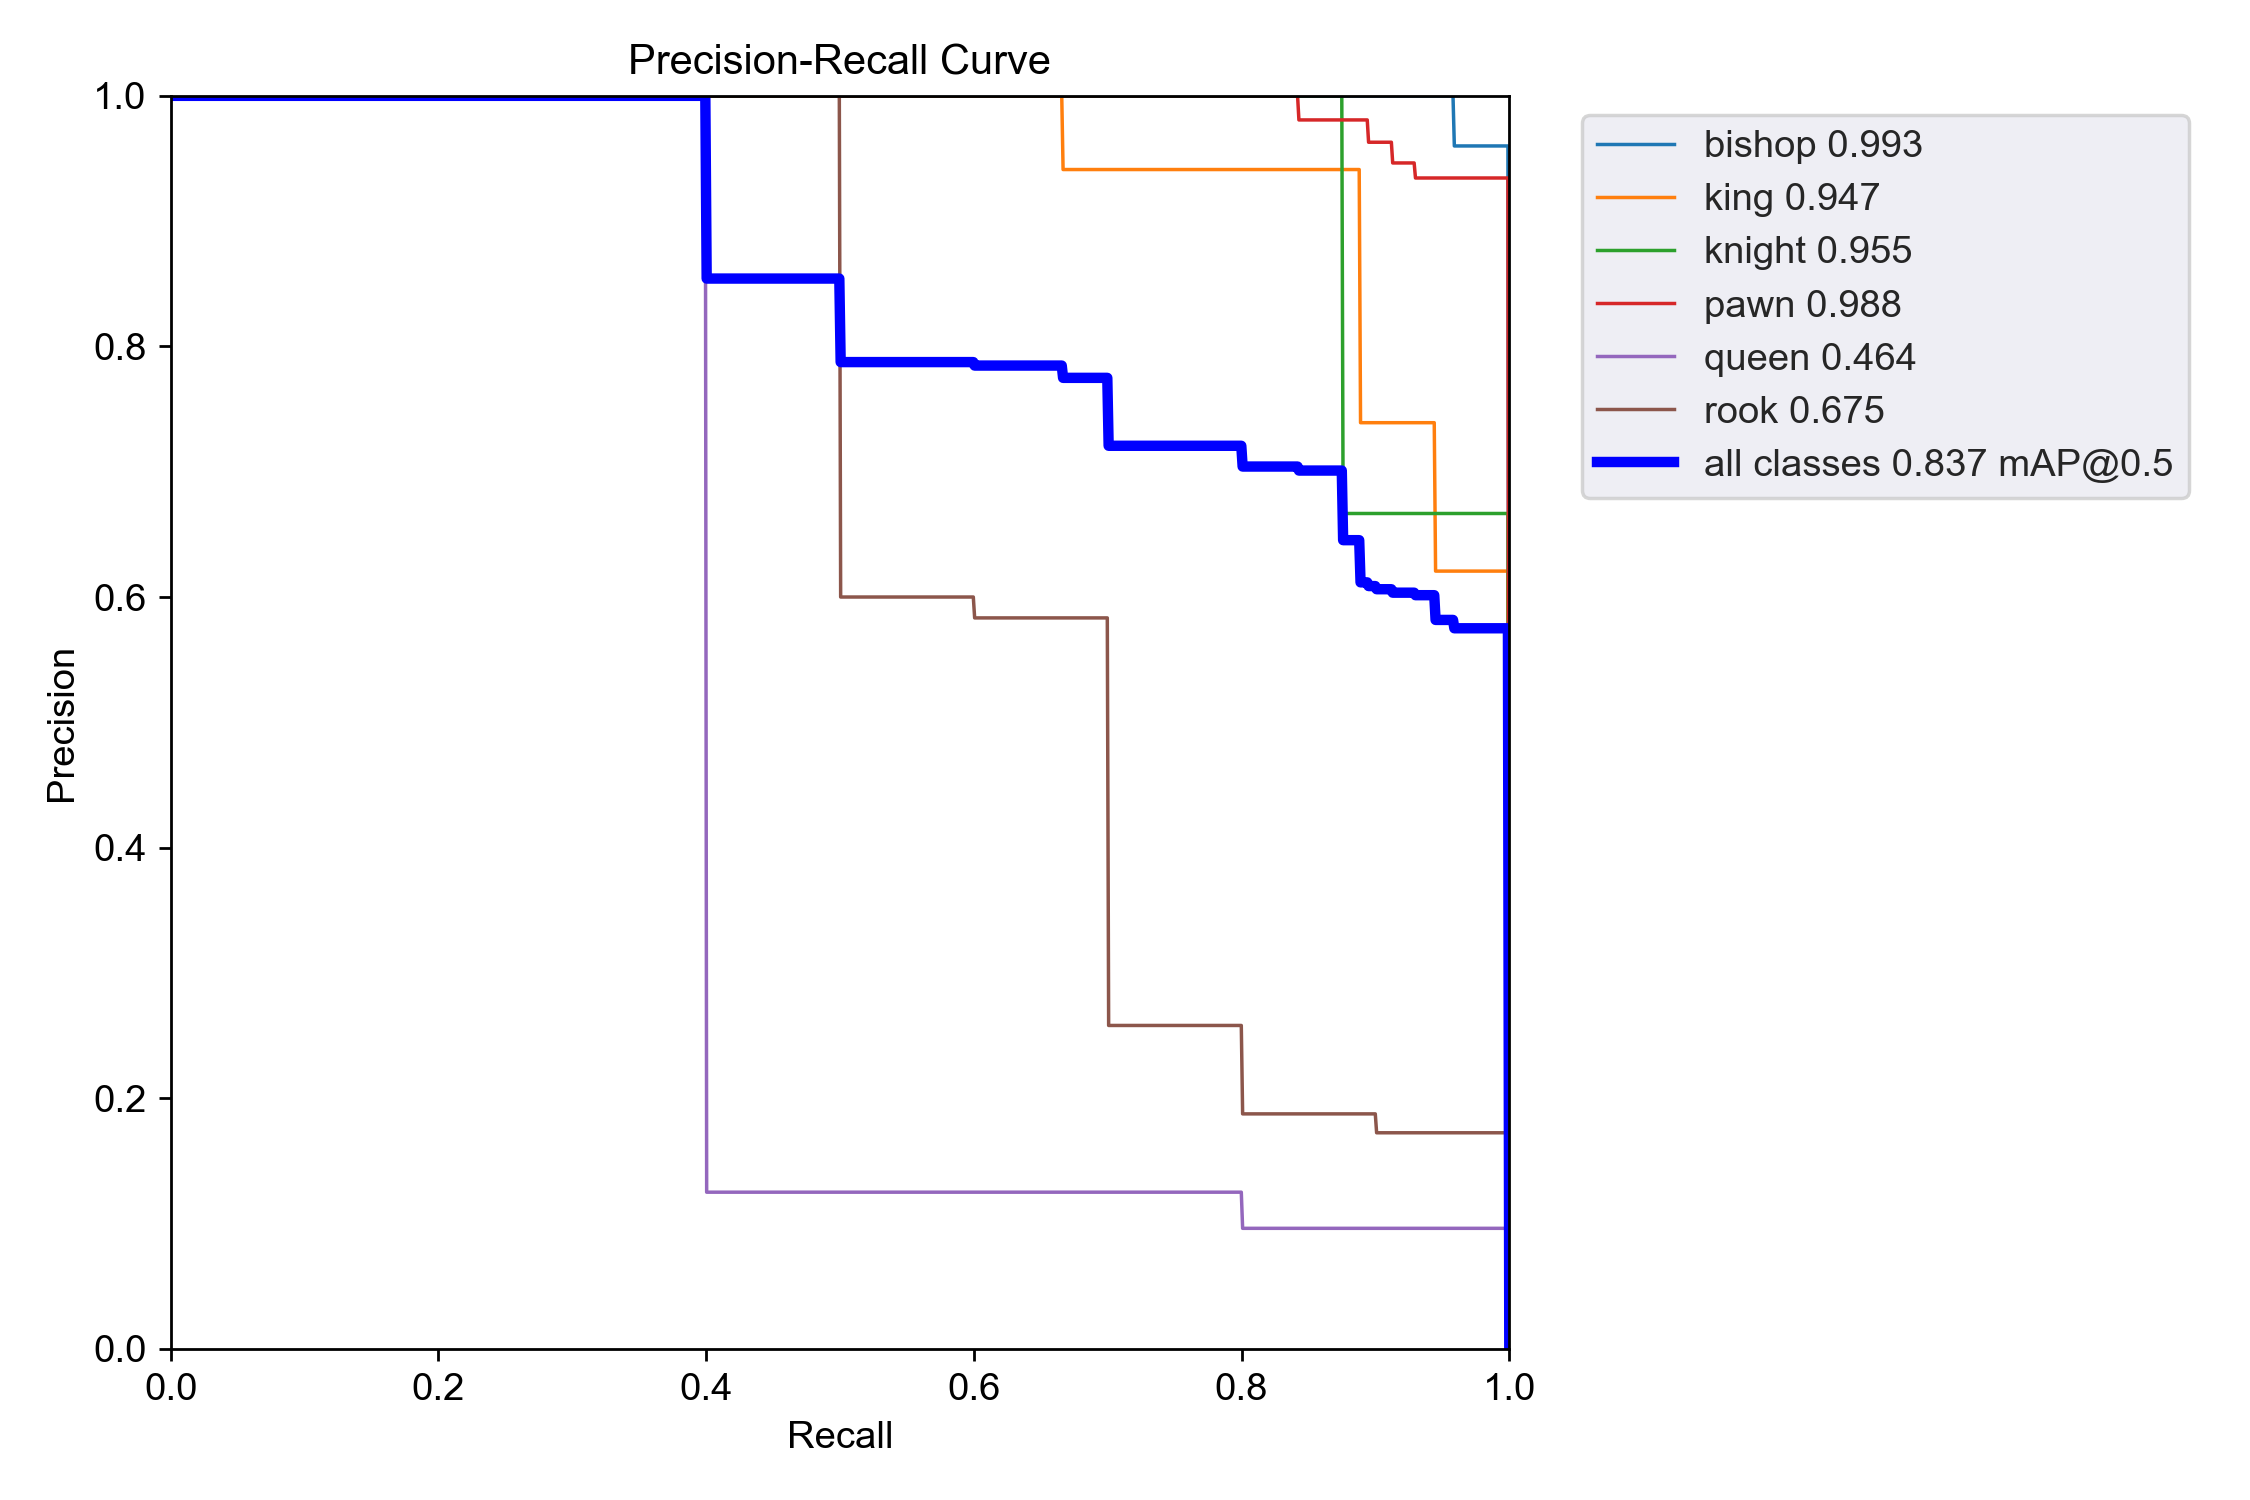 Precision-Recall Curve
1.0
0.8
0.6
0.4
0.2
0.0
Precision
0.0 0.2 0.4 0.6 0.8 1.0
Recall
bishop 0.993
king 0.947
knight 0.955
pawn 0.988
queen 0.464
rook 0.675
all classes 0.837 mAP@0.5